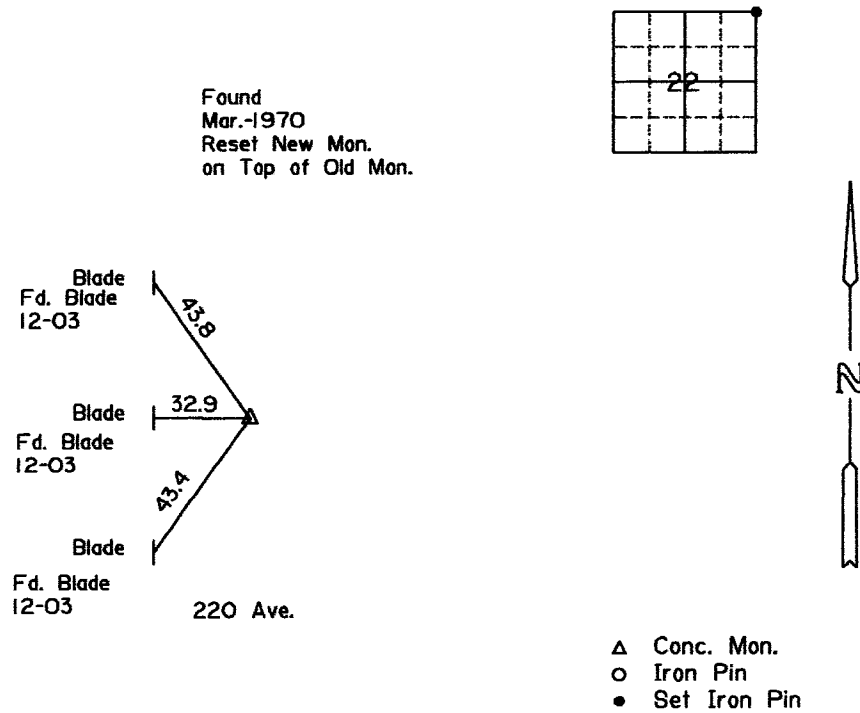 Found
Mar.-1970
Reset New Mon.
on Top of Old Mon.
22
Blade
Fd. Blade
12-03
43.8
N
Blade
32.9
Fd. Blade
12-03
43.4
Blade
Fd. Blade
12-03
220 Ave.
Conc. Mon.
Iron Pin
Set Iron Pin